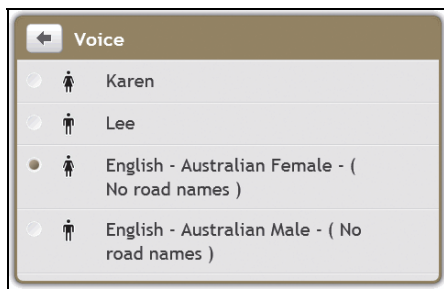 Voice
Karen
Lee
English - Australian Female - (
No road names )
English - Australian Male - ( No
road names )